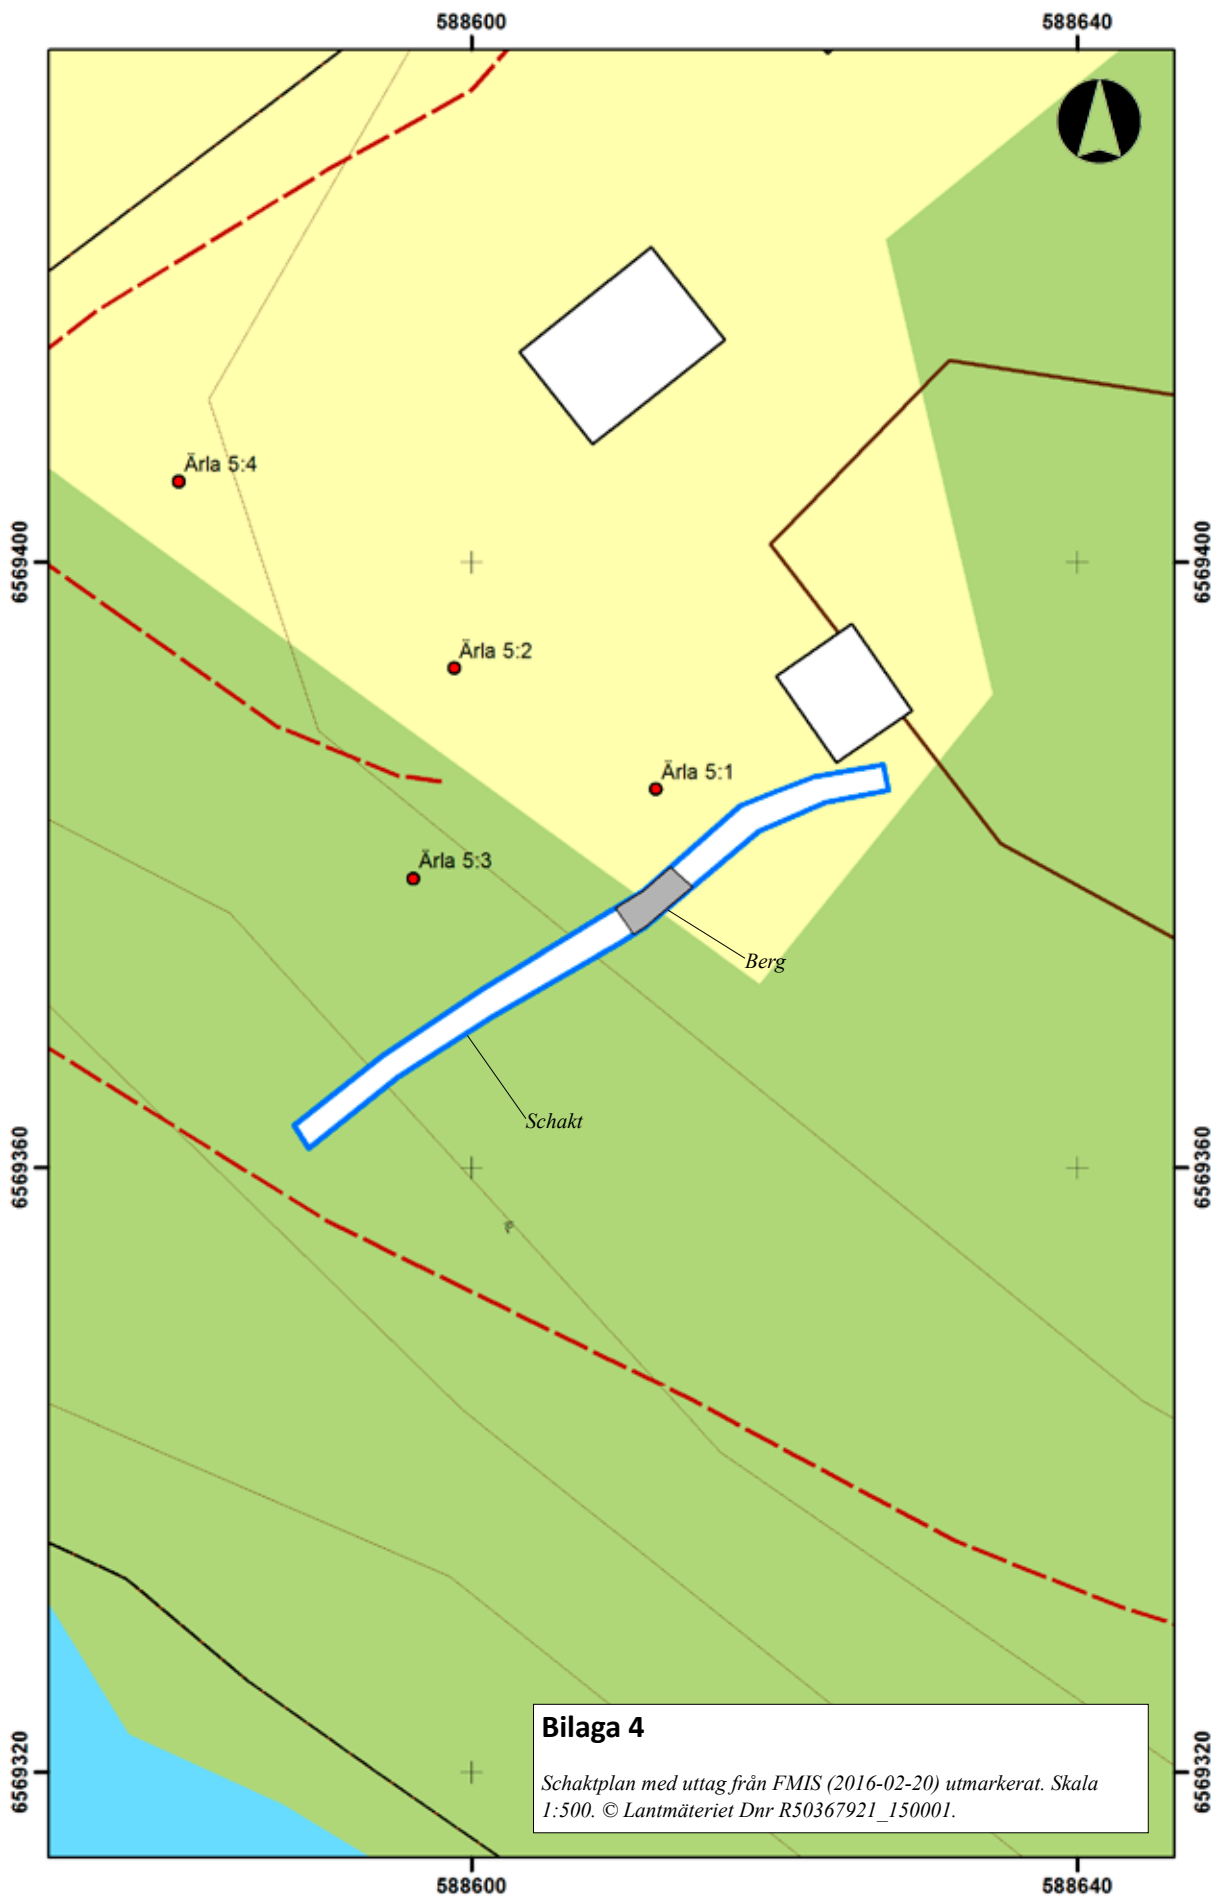 588600
588640
Ärla 5:4
6569400
6569400
Ärla 5:2
Ärla 5:1
Ärla 5:3
Berg
Schakt
6569360
6569360
Bilaga 4
Schaktplan med uttag från FMIS (2016-02-20) utmarkerat. Skala
1:500. © Lantmäteriet Dnr R50367921_150001.
6569320
6569320
588600
588640